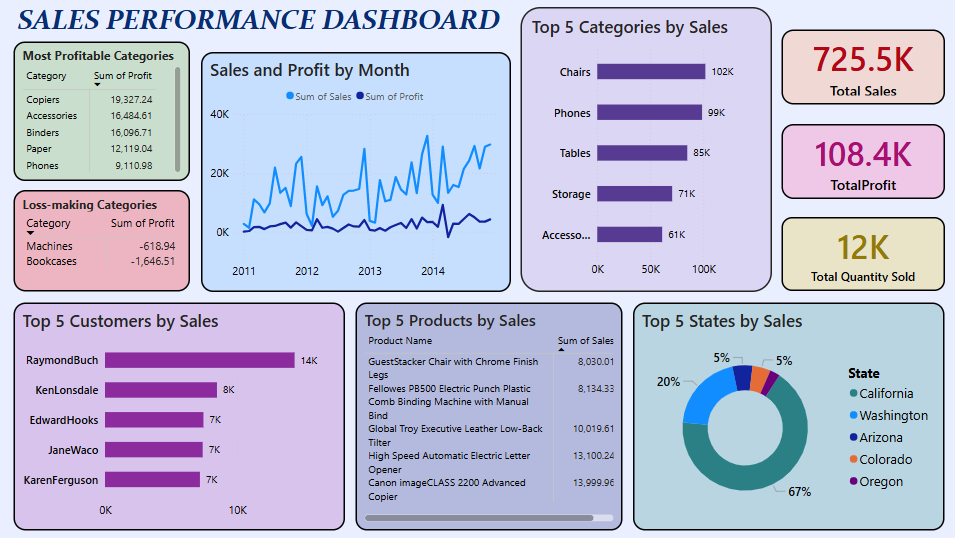 SALES PERFORMANCE DASHBOARD
Most Profitable Categories
Category Sum of Profit
Copiers 19,327.24
Accessories 16,484.61
Binders 16,096.71
Paper 12,119.04
Phones 9,110.98
Loss-making Categories
Category Sum of Profit
Machines -618.94
Bookcases -1,646.51
Sales and Profit by Month
Sum of Sales Sum of Profit
40K
20K
0K
2011 2012 2013 2014
Top 5 Categories by Sales
Chairs 102K
Phones 99K
Tables 85K
Storage 71K
Accesso... 61K
0K 50K 100K
725.5K
Total Sales
108.4K
TotalProfit
12K
Total Quantity Sold
Top 5 Customers by Sales
RaymondBuch 14K
KenLonsdale 8K
EdwardHooks 7K
JaneWaco 7K
KarenFerguson 7K
0K 10K
Top 5 Products by Sales
Product Name Sum of Sales
GuestStacker Chair with Chrome Finish 8,030.01
Legs
Fellowes PB500 Electric Punch Plastic 8,134.33
Comb Binding Machine with Manual
Bind
Global Troy Executive Leather Low-Back 10,019.61
Tilter
High Speed Automatic Electric Letter 13,100.24
Opener
Canon imageCLASS 2200 Advanced 13,999.96
Copier
Top 5 States by Sales
5% 5%
20%
67%
State
California
Washington
Arizona
Colorado
Oregon